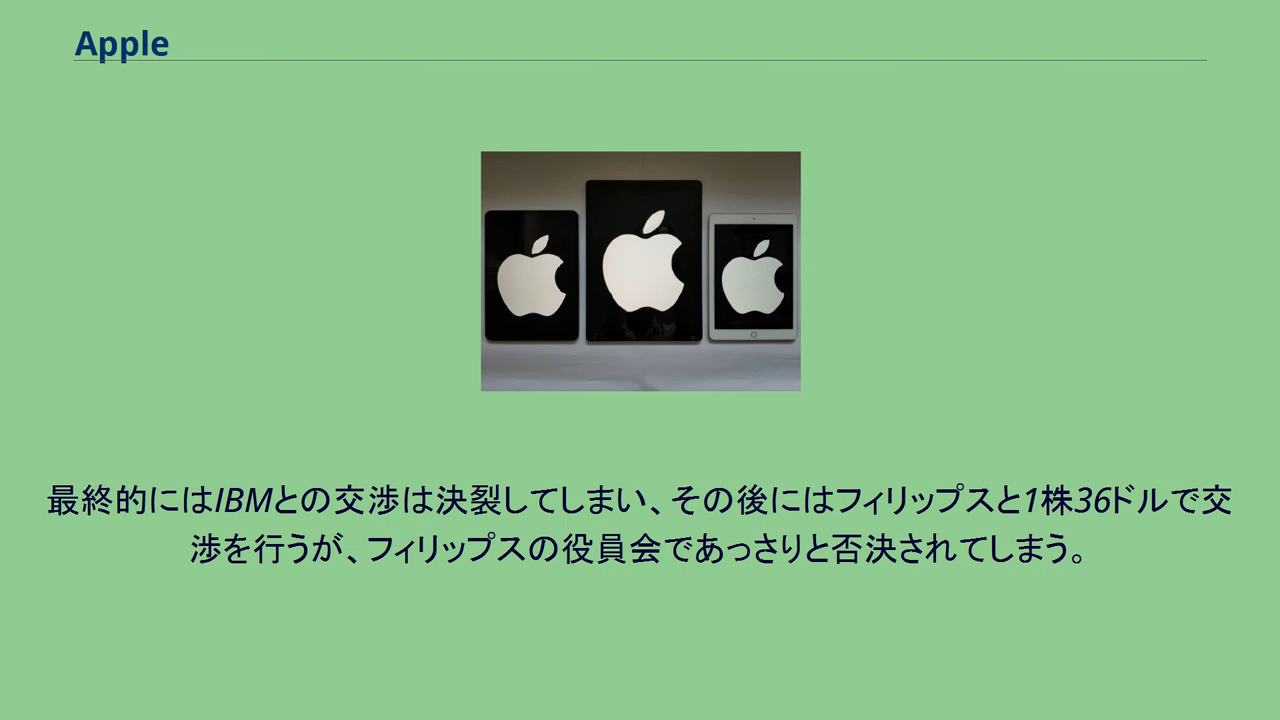 Apple
最終的にはIBMとの交渉は決裂してしまい、その後にはフィリップスと1株36ドルで交
渉を行うが、フィリップスの役員会であっさりと否決されてしまう。